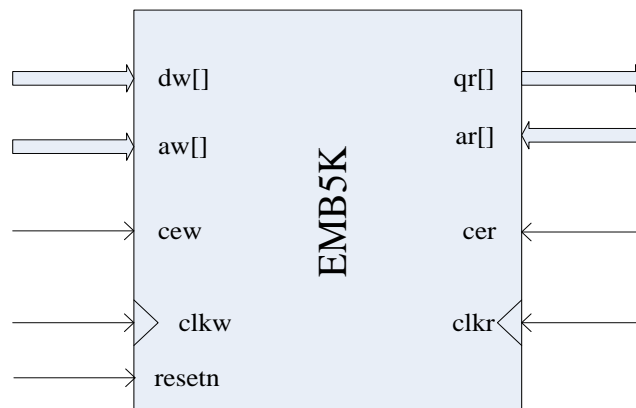 dw[]
qr[]
aw[]
ar[]
EMB5K
cew
cer
clkw
clkr
resetn